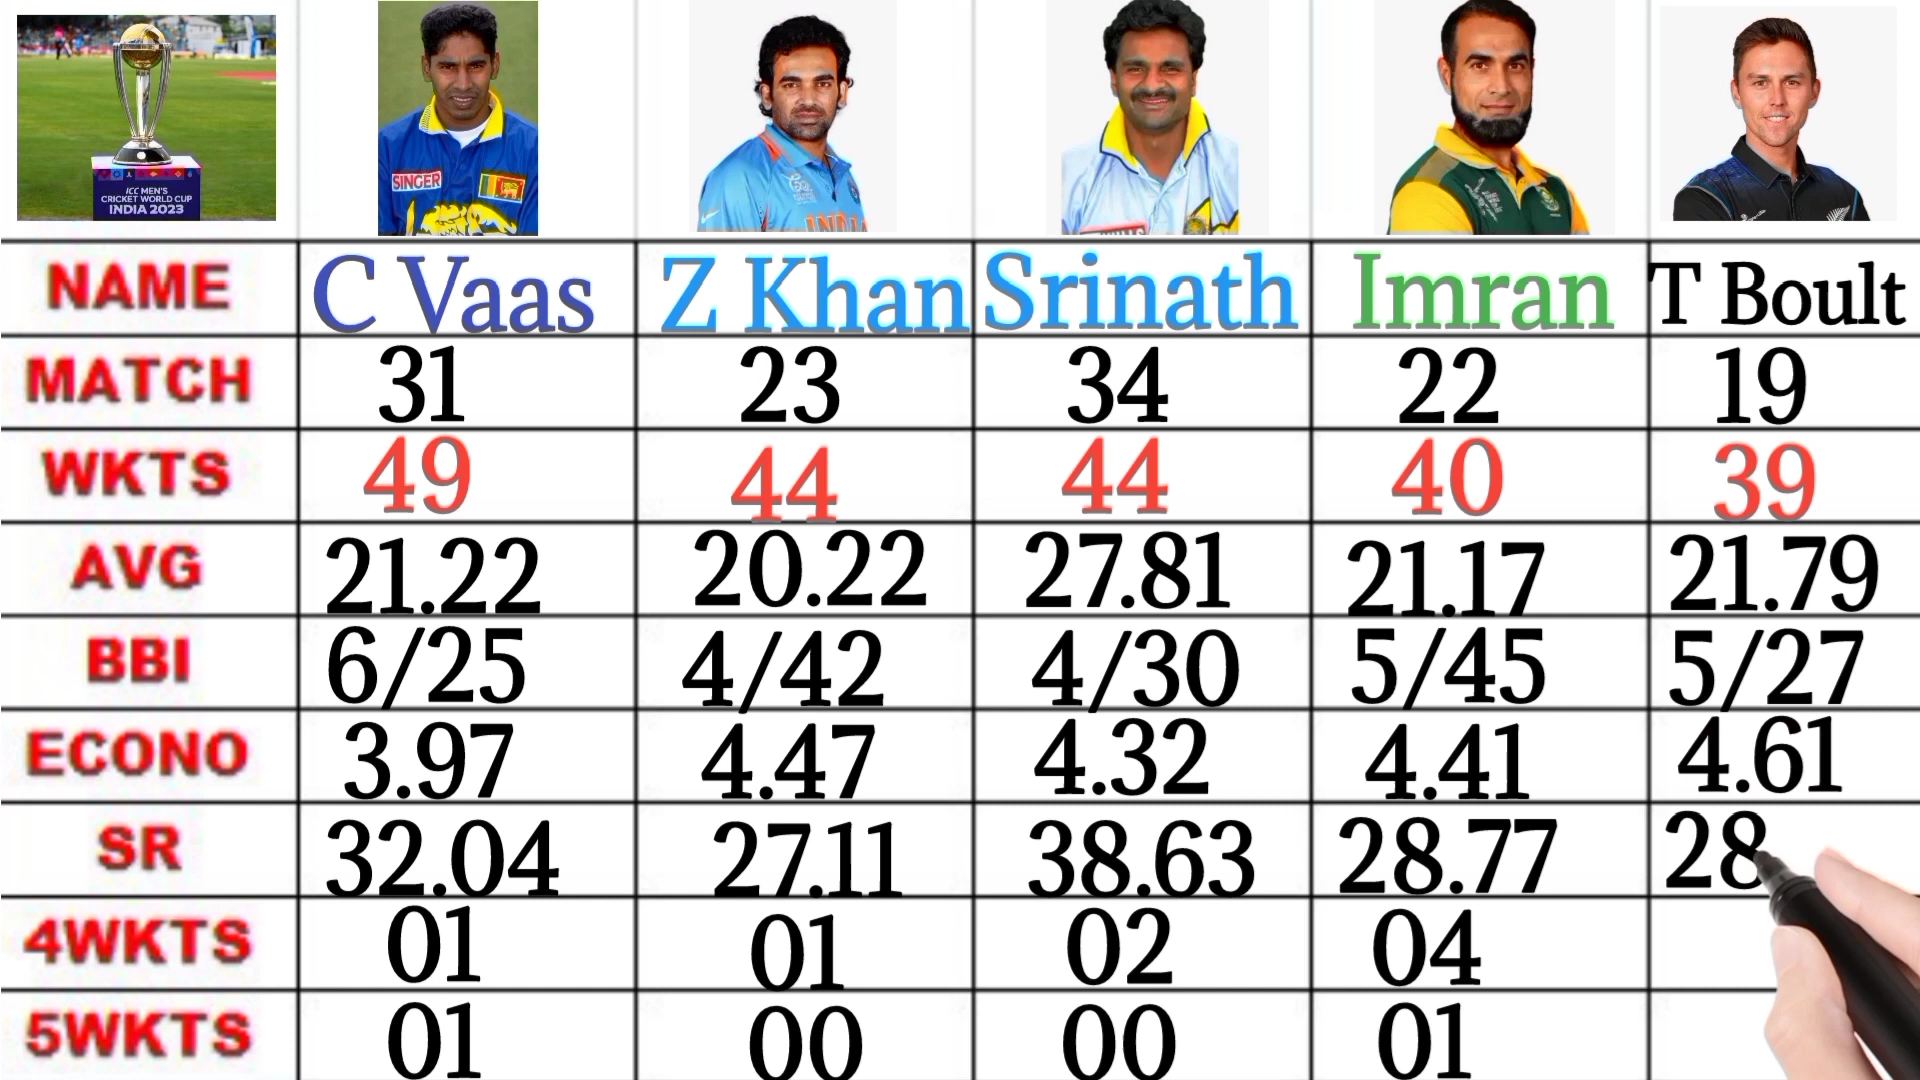 ICC MEN'S
CRICKET WORLD CUP
INDIA 2023
SINGER
INDIA
NAME C Vaas Z Khan Srinath Imran T Boult
MATCH 31 23 34 22 19
WKTS 49 44 44 40 39
AVG 21.22 20.22 27.81 21.17 21.79
BBI 6/25 4/42 4/30 5/45 5/27
ECONO 3.97 4.47 4.32 4.41 4.61
SR 32.04 27.11 38.63 28.77 28
4WKTS 01 01 02 04
5WKTS 01 00 00 01